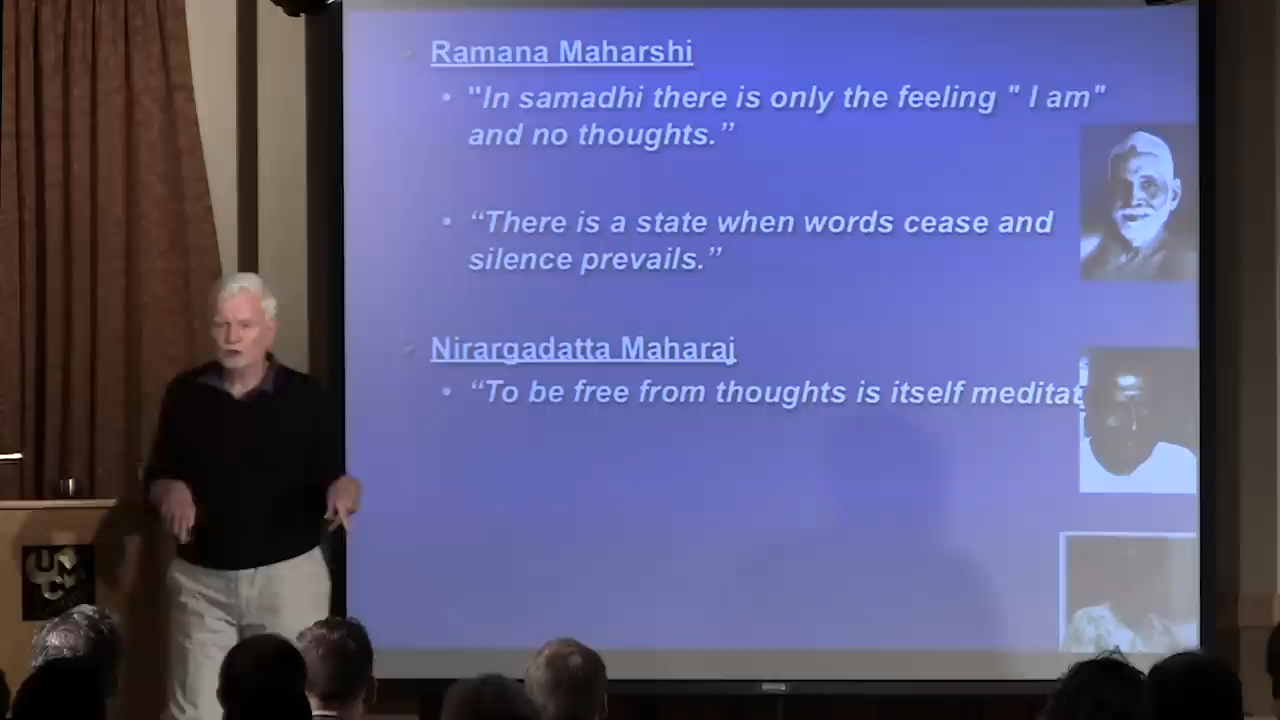 Ramana Maharshi
• "In samadhi there is only the feeling " I am"
and no thoughts.”
• “There is a state when words cease and
silence prevails.”
Nirargadatta Maharaj
• “To be free from thoughts is itself meditat
UMC